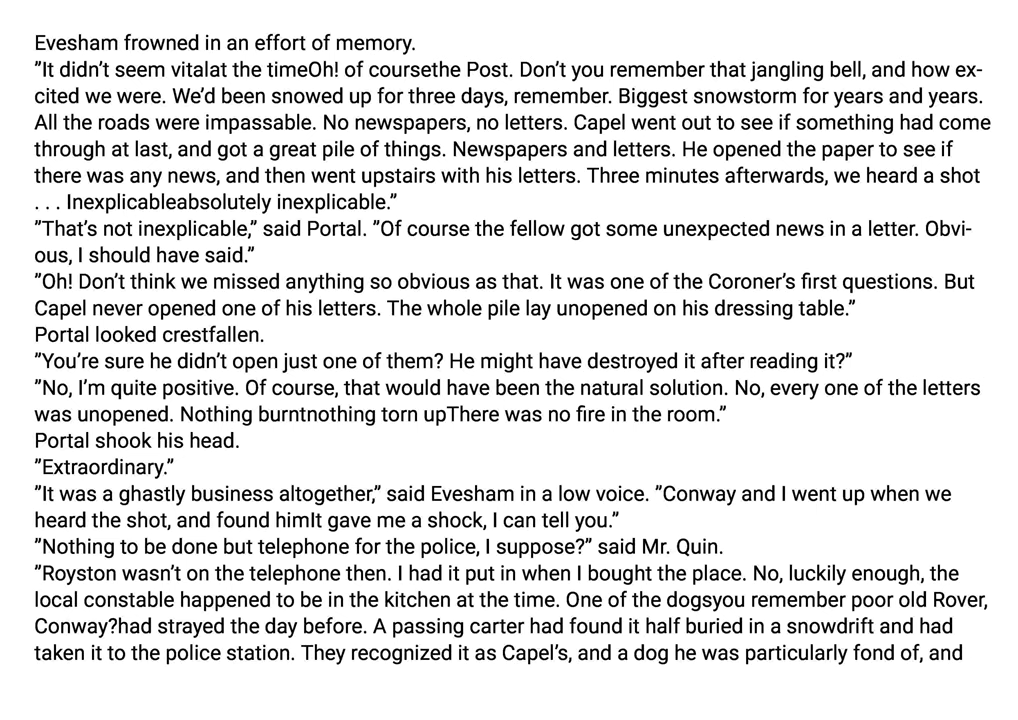 Evesham frowned in an effort of memory.
”It didn’t seem vitalat the timeOh! of coursethe Post. Don’t you remember that jangling bell, and how ex-
cited we were. We’d been snowed up for three days, remember. Biggest snowstorm for years and years.
All the roads were impassable. No newspapers, no letters. Capel went out to see if something had come
through at last, and got a great pile of things. Newspapers and letters. He opened the paper to see if
there was any news, and then went upstairs with his letters. Three minutes afterwards, we heard a shot
. . . Inexplicableabsolutely inexplicable.”
”That’s not inexplicable,” said Portal. ”Of course the fellow got some unexpected news in a letter. Obvi-
ous, I should have said.”
”Oh! Don’t think we missed anything so obvious as that. It was one of the Coroner’s first questions. But
Capel never opened one of his letters. The whole pile lay unopened on his dressing table.”
Portal looked crestfallen.
”You’re sure he didn’t open just one of them? He might have destroyed it after reading it?”
”No, I’m quite positive. Of course, that would have been the natural solution. No, every one of the letters
was unopened. Nothing burntnothing torn upThere was no fire in the room.”
Portal shook his head.
”Extraordinary.”
”It was a ghastly business altogether,” said Evesham in a low voice. ”Conway and I went up when we
heard the shot, and found himIt gave me a shock, I can tell you.”
”Nothing to be done but telephone for the police, I suppose?” said Mr. Quin.
”Royston wasn’t on the telephone then. I had it put in when I bought the place. No, luckily enough, the
local constable happened to be in the kitchen at the time. One of the dogsyou remember poor old Rover,
Conway?had strayed the day before. A passing carter had found it half buried in a snowdrift and had
taken it to the police station. They recognized it as Capel’s, and a dog he was particularly fond of, and